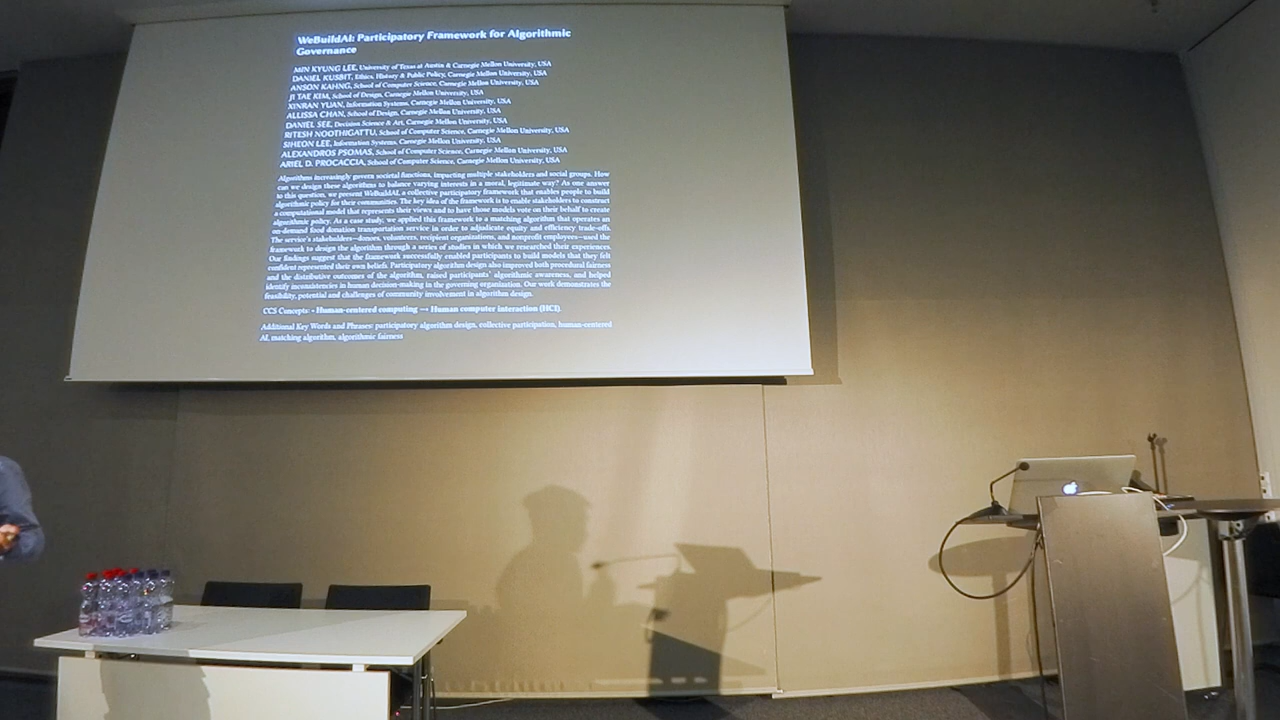 WeBuildAI: Participatory Framework for Algorithmic
Governance
MIN KYUNG LEE, University of Texas at Austin & Carnegie Mellon University, USA
DANIEL KUSBIT, Ethics, History & Public Policy, Carnegie Mellon University, USA
ANSON KAHNG, School of Computer Science, Carnegie Mellon University, USA
JI TAE KIM, School of Design, Carnegie Mellon University, USA
XINRAN YUAN, Information Systems, Carnegie Mellon University, USA
ALLISSA CHAN, School of Design, Carnegie Mellon University, USA
DANIEL SEE, Decision Science & Art, Carnegie Mellon University, USA
RITESH NOOTHIGATTU, School of Computer Science, Carnegie Mellon University, USA
SIHEON LEE, Information Systems, Carnegie Mellon University, USA
ALEXANDROS PSOMAS, School of Computer Science, Carnegie Mellon University, USA
ARIEL D. PROCACCIA, School of Computer Science, Carnegie Mellon University, USA
Algorithms increasingly govern societal functions, impacting multiple stakeholders and social groups. How
can we design these algorithms to balance varying interests in a moral, legitimate way? As one answer
to this question, we present WeBuildAI, a collective participatory framework that enables people to build
algorithmic policy for their communities. The key idea of the framework is to enable stakeholders to construct
a computational model that represents their views and to have those models vote on their behalf to create
algorithmic policy. As a case study, we applied this framework to a matching algorithm that operates an
on-demand food donation transportation service in order to adjudicate equity and efficiency trade-offs.
The service's stakeholders—donors, volunteers, recipient organizations, and nonprofit employees—used the
framework to design the algorithm through a series of studies in which we researched their experiences.
Our findings suggest that the framework successfully enabled participants to build models that they felt
confident represented their own beliefs. Participatory algorithm design also improved both procedural fairness
and the distributive outcomes of the algorithm, raised participants' algorithmic awareness, and helped
identify inconsistencies in human decision-making in the governing organization. Our work demonstrates the
feasibility, potential and challenges of community involvement in algorithm design.
CCS Concepts: • Human-centered computing → Human computer interaction (HCI)
Additional Key Words and Phrases: participatory algorithm design, collective participation, human-centered
AI, matching algorithm, algorithmic fairness